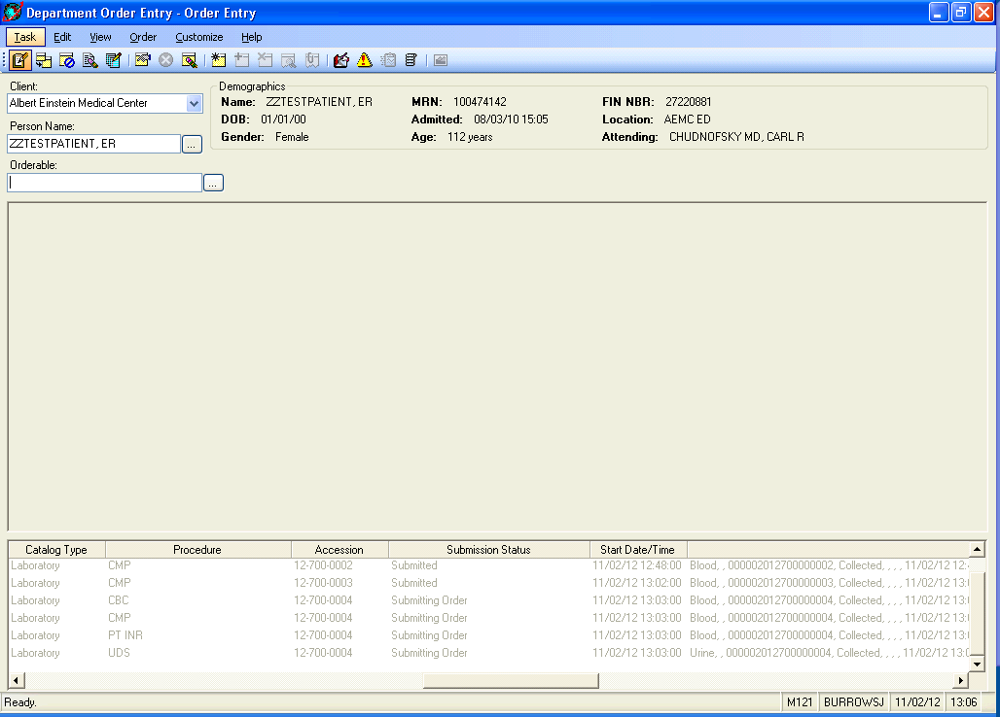 Department Order Entry - Order Entry
Task Edit View Order Customize Help
Client:
Albert Einstein Medical Center
Person Name:
ZZTESTPATIENT, ER ...
Orderable:
...
Demographics
Name: ZZTESTPATIENT, ER MRN: 100474142 FIN NBR: 27220881
DOB: 01/01/00 Admitted: 08/03/10 15:05 Location: AEMC ED
Gender: Female Age: 112 years Attending: CHUDNOFSKY MD, CARL R
Catalog Type Procedure Accession Submission Status Start Date/Time
Laboratory CMP 12-700-0002 Submitted 11/02/12 12:48:00 Blood, , 000002012700000002, Collected, , , , 11/02/12 12:
Laboratory CMP 12-700-0003 Submitted 11/02/12 13:02:00 Blood, , 000002012700000003, Collected, , , , 11/02/12 13:
Laboratory CBC 12-700-0004 Submitting Order 11/02/12 13:03:00 Blood, , 000002012700000004, Collected, , , , 11/02/12 13:
Laboratory CMP 12-700-0004 Submitting Order 11/02/12 13:03:00 Blood, , 000002012700000004, Collected, , , , 11/02/12 13:
Laboratory PT INR 12-700-0004 Submitting Order 11/02/12 13:03:00 Blood, , 000002012700000004, Collected, , , , 11/02/12 13:
Laboratory UDS 12-700-0004 Submitting Order 11/02/12 13:03:00 Urine, , 000002012700000004, Collected, , , , 11/02/12 13:
Ready. M121 BURROWSJ 11/02/12 13:06